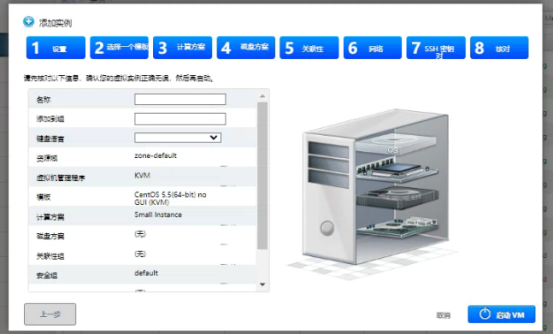 添加实例
1 设置
2 选择一个模板
3 计算方案
4 磁盘方案
5 关联性
6 网络
7 SSH 密钥对
8 核对
请先核对以下信息，确认您的虚拟实例正确无误，然后再启动。
名称
添加到组
键盘语言
资源域 zone-default
虚拟机管理程序 KVM
模板 CentOS 5.5(64-bit) no
GUI (KVM)
计算方案 Small Instance
磁盘方案 (无)
关联性组 (无)
安全组 default
(无)
OS
上一步
取消
启动 VM